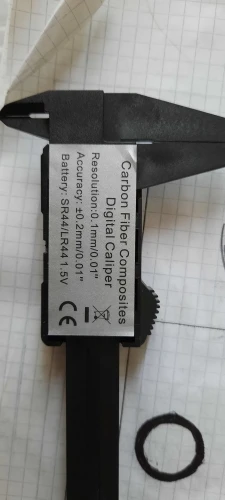 Carbon Fiber Composites
Digital Caliper
Resolution:0.1mm/0.01"
Accuracy: ±0.2mm/0.01"
Battery: SR44/LR44 1.5V
CE